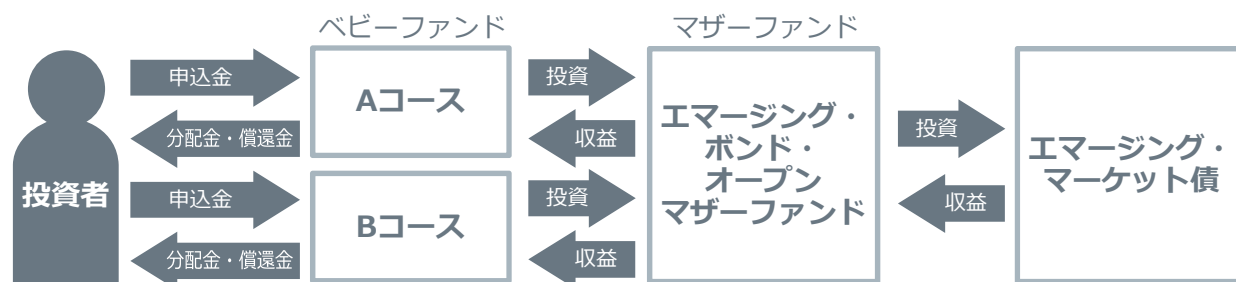 ベビーファンド
マザーファンド
投資者
申込金
分配金・償還金
申込金
分配金・償還金
Aコース
Bコース
投資
収益
投資
収益
エマージング・
ボンド・
オープン
マザーファンド
投資
収益
エマージング・
マーケット債